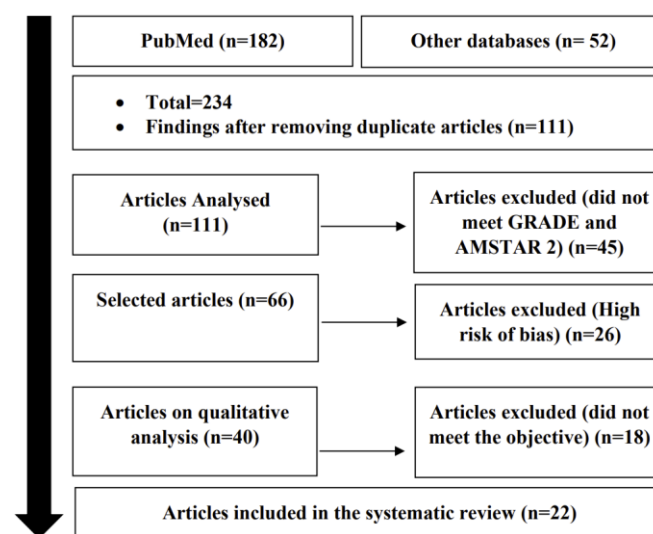 PubMed (n=182)
Other databases (n= 52)
• Total=234
• Findings after removing duplicate articles (n=111)
Articles Analysed
(n=111)
Articles excluded (did not
meet GRADE and
AMSTAR 2) (n=45)
Selected articles (n=66)
Articles excluded (High
risk of bias) (n=26)
Articles on qualitative
analysis (n=40)
Articles excluded (did not
meet the objective) (n=18)
Articles included in the systematic review (n=22)